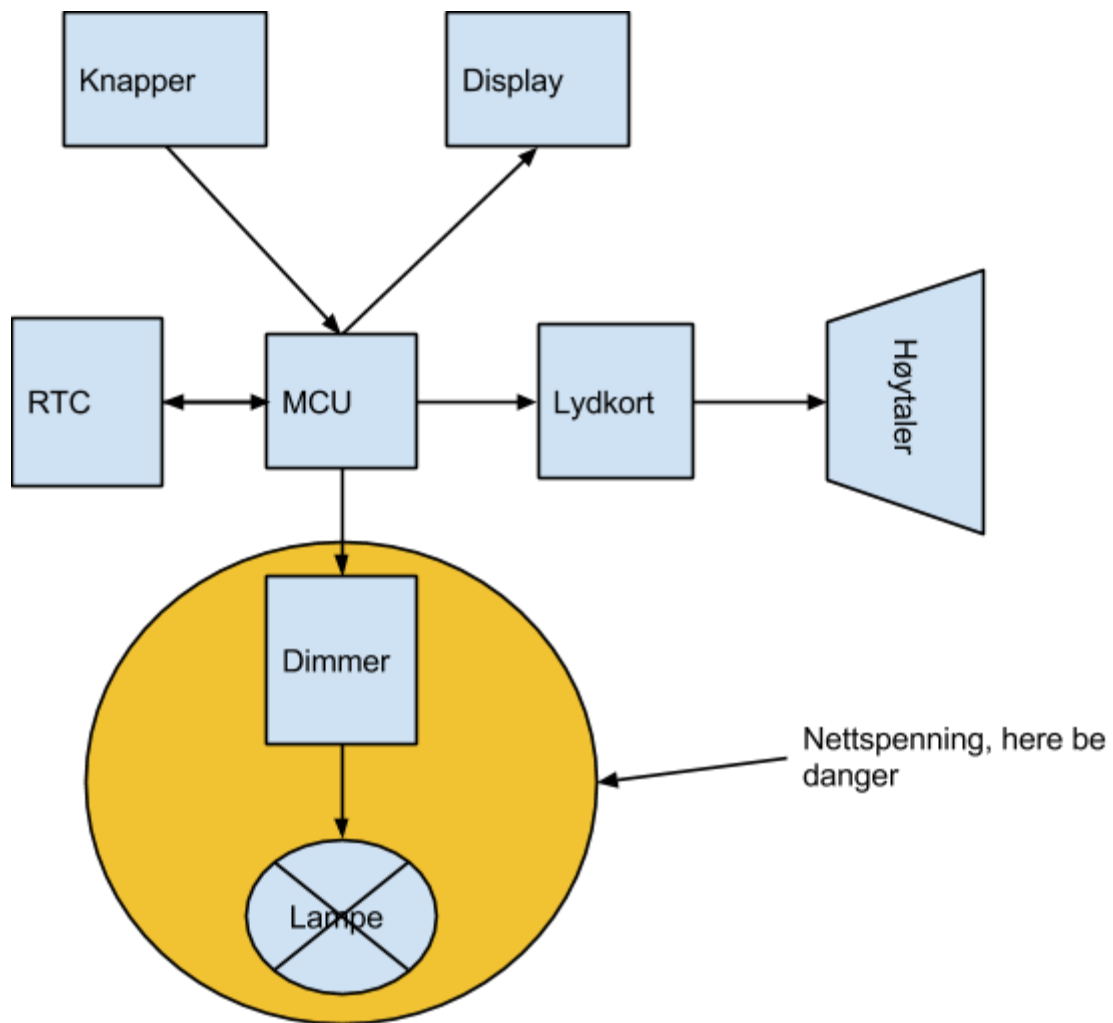 Knapper
Display
RTC
MCU
Lydkort
Høytaler
Dimmer
Nettspenning, here be
danger
Lampe